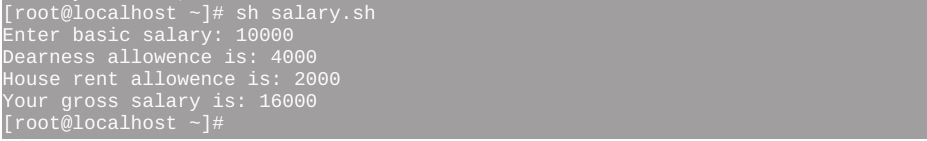 [root@localhost ~]# sh salary.sh
Enter basic salary: 10000
Dearness allowence is: 4000
House rent allowence is: 2000
Your gross salary is: 16000
[root@localhost ~]#